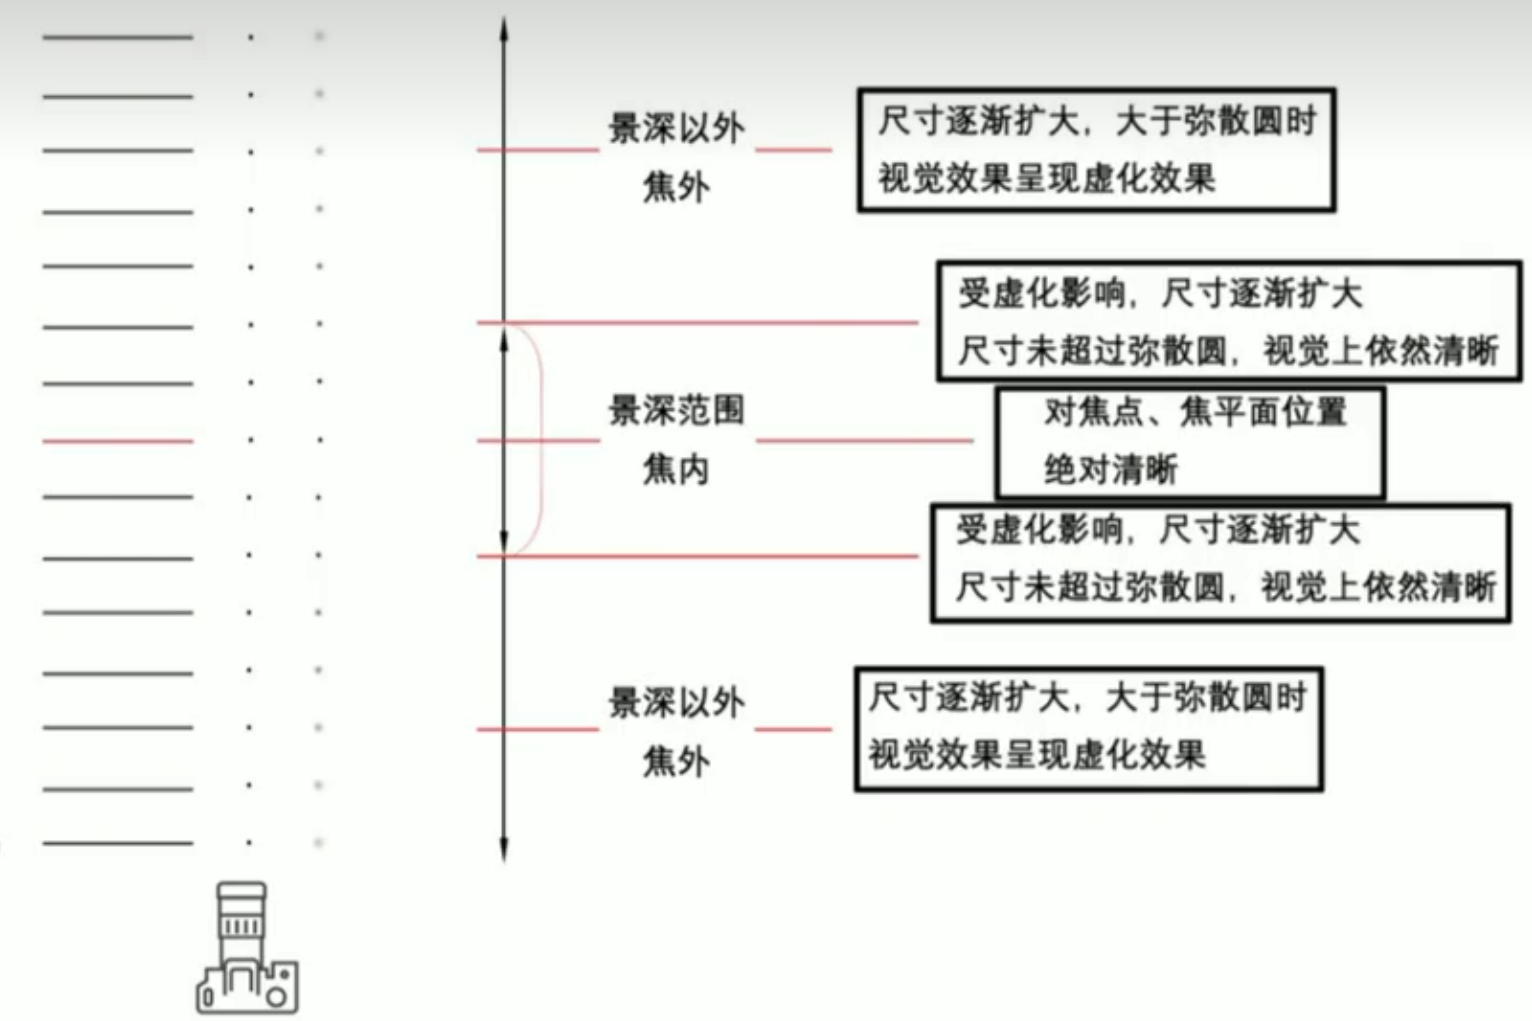 景深以外
焦外
尺寸逐渐扩大，大于弥散圆时
视觉效果呈现虚化效果
受虚化影响，尺寸逐渐扩大
尺寸未超过弥散圆，视觉上依然清晰
景深范围
焦内
对焦点、焦平面位置
绝对清晰
受虚化影响，尺寸逐渐扩大
尺寸未超过弥散圆，视觉上依然清晰
景深以外
焦外
尺寸逐渐扩大，大于弥散圆时
视觉效果呈现虚化效果